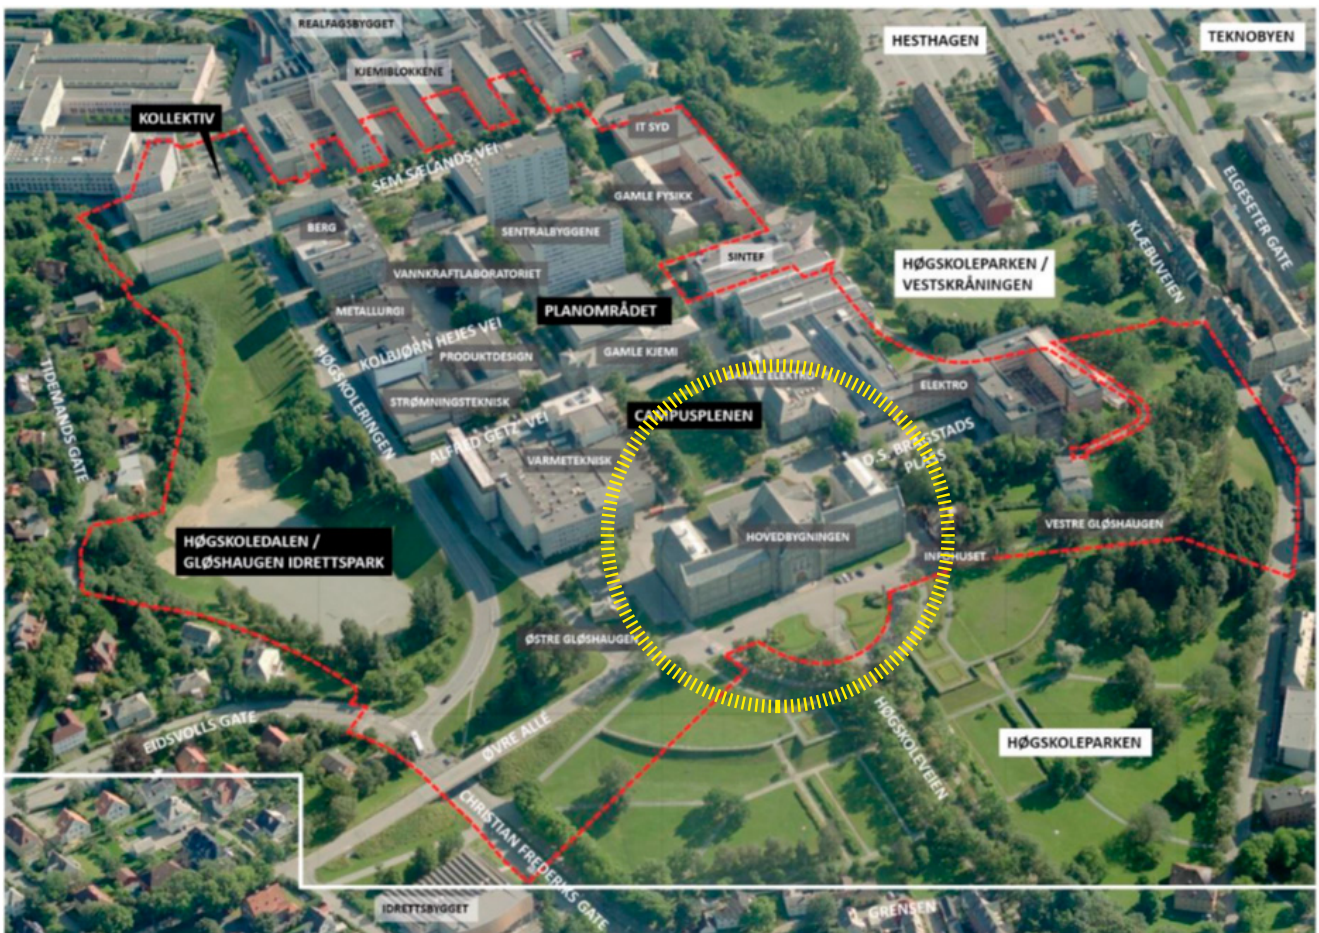 REALFAGSBYGGET
HESTHAGEN
TEKNOBYEN
KJEMIBLOKKENE
KOLLEKTIV
IT SYD
SEM SÆLANDS VEI
GAMLE FYSIKK
ELGESETER GATE
BERG
SENTRALBYGGENE
KLÆBUVEIEN
SINTEF
VANNKRAFTLABORATORIET
HØGSKOLEPARKEN /
VESTSKRÅNINGEN
METALLURGI
PLANOMRÅDET
KOLBJØRN HEJES VEI
PRODUKTDESIGN
GAMLE KJEMI
TIDEMANDS GATE
HØGSKOLERINGEN
GAMLE ELEKTRO
ELEKTRO
STRØMNINGSTEKNISK
CAMPUSPLENEN
ALFRED GETZ' VEI
O.S. BRAGSTADS
PLASS
VARMETEKNISK
HØGSKOLEDALEN /
GLØSHAUGEN IDRETTSPARK
HOVEDBYGNINGEN
VESTRE GLØSHAUGEN
INFOHUSET
ØSTRE GLØSHAUGEN
EIDSVOLLS GATE
ØVRE ALLÉ
HØGSKOLEVEIEN
HØGSKOLEPARKEN
CHRISTIAN FREDERIKS GATE
IDRETTSBYGGET
GRENSEN